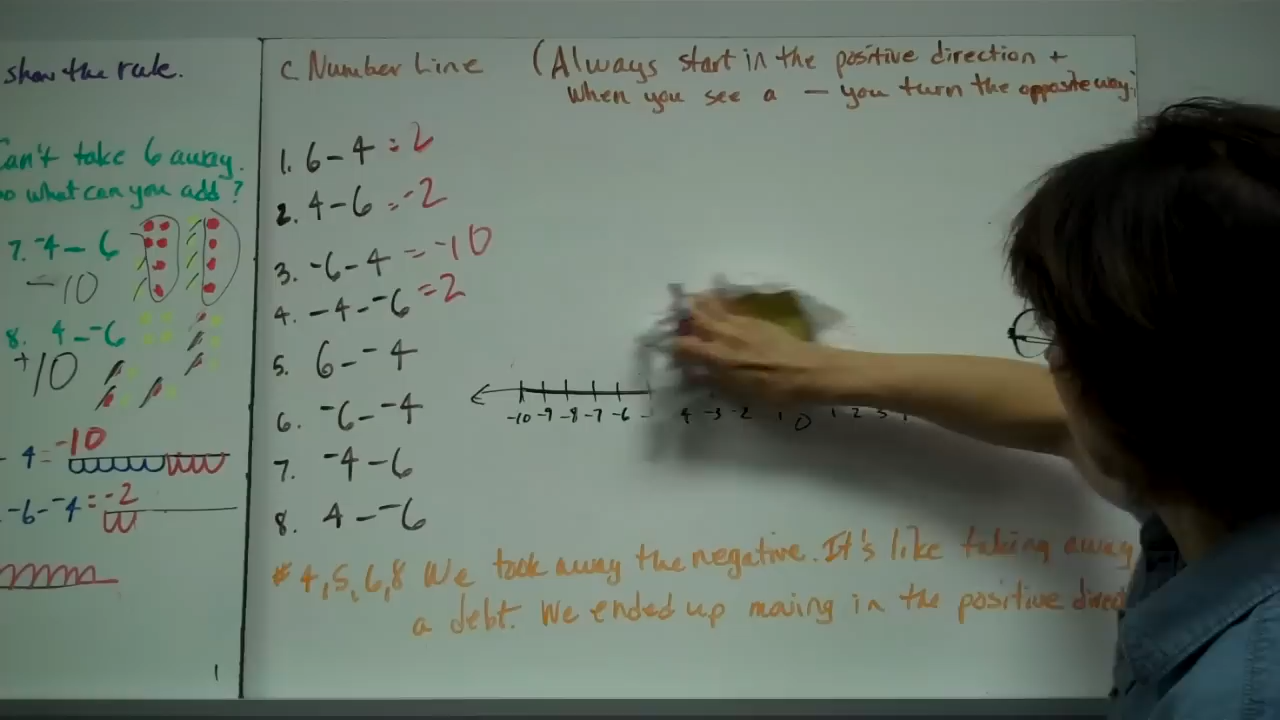 show the rule.
Can't take 6 away.
so what can you add?
7. -4 - 6
-10
8. 4 - -6
+10
- 4 = -10
-6 - -4 = -2
1
C Number Line (Always start in the positive direction +
when you see a — you turn the opposite way.
1. 6 - 4 = 2
2. 4 - 6 = -2
3. -6 - 4 = -10
4. -4 - -6 = 2
5. 6 - -4
6. -6 - -4
7. -4 - 6
8. 4 - -6
-10 -9 -8 -7 -6 - 4 -3 -2 1 0 1 2 3
# 4, 5, 6, 8 We took away the negative. It's like taking away
a debt. We ended up moving in the positive direct